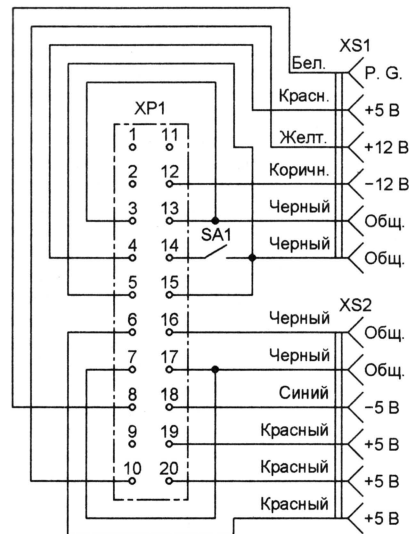 XS1
Бел. P. G.
Красн. +5 В
XP1
Желт. +12 В
1 11
Коричн. −12 В
2 12
Черный Общ.
3 13
SA1
Черный Общ.
4 14
5 15
XS2
6 16 Черный Общ.
7 17 Черный Общ.
8 18 Синий −5 В
9 19 Красный +5 В
10 20 Красный +5 В
Красный +5 В